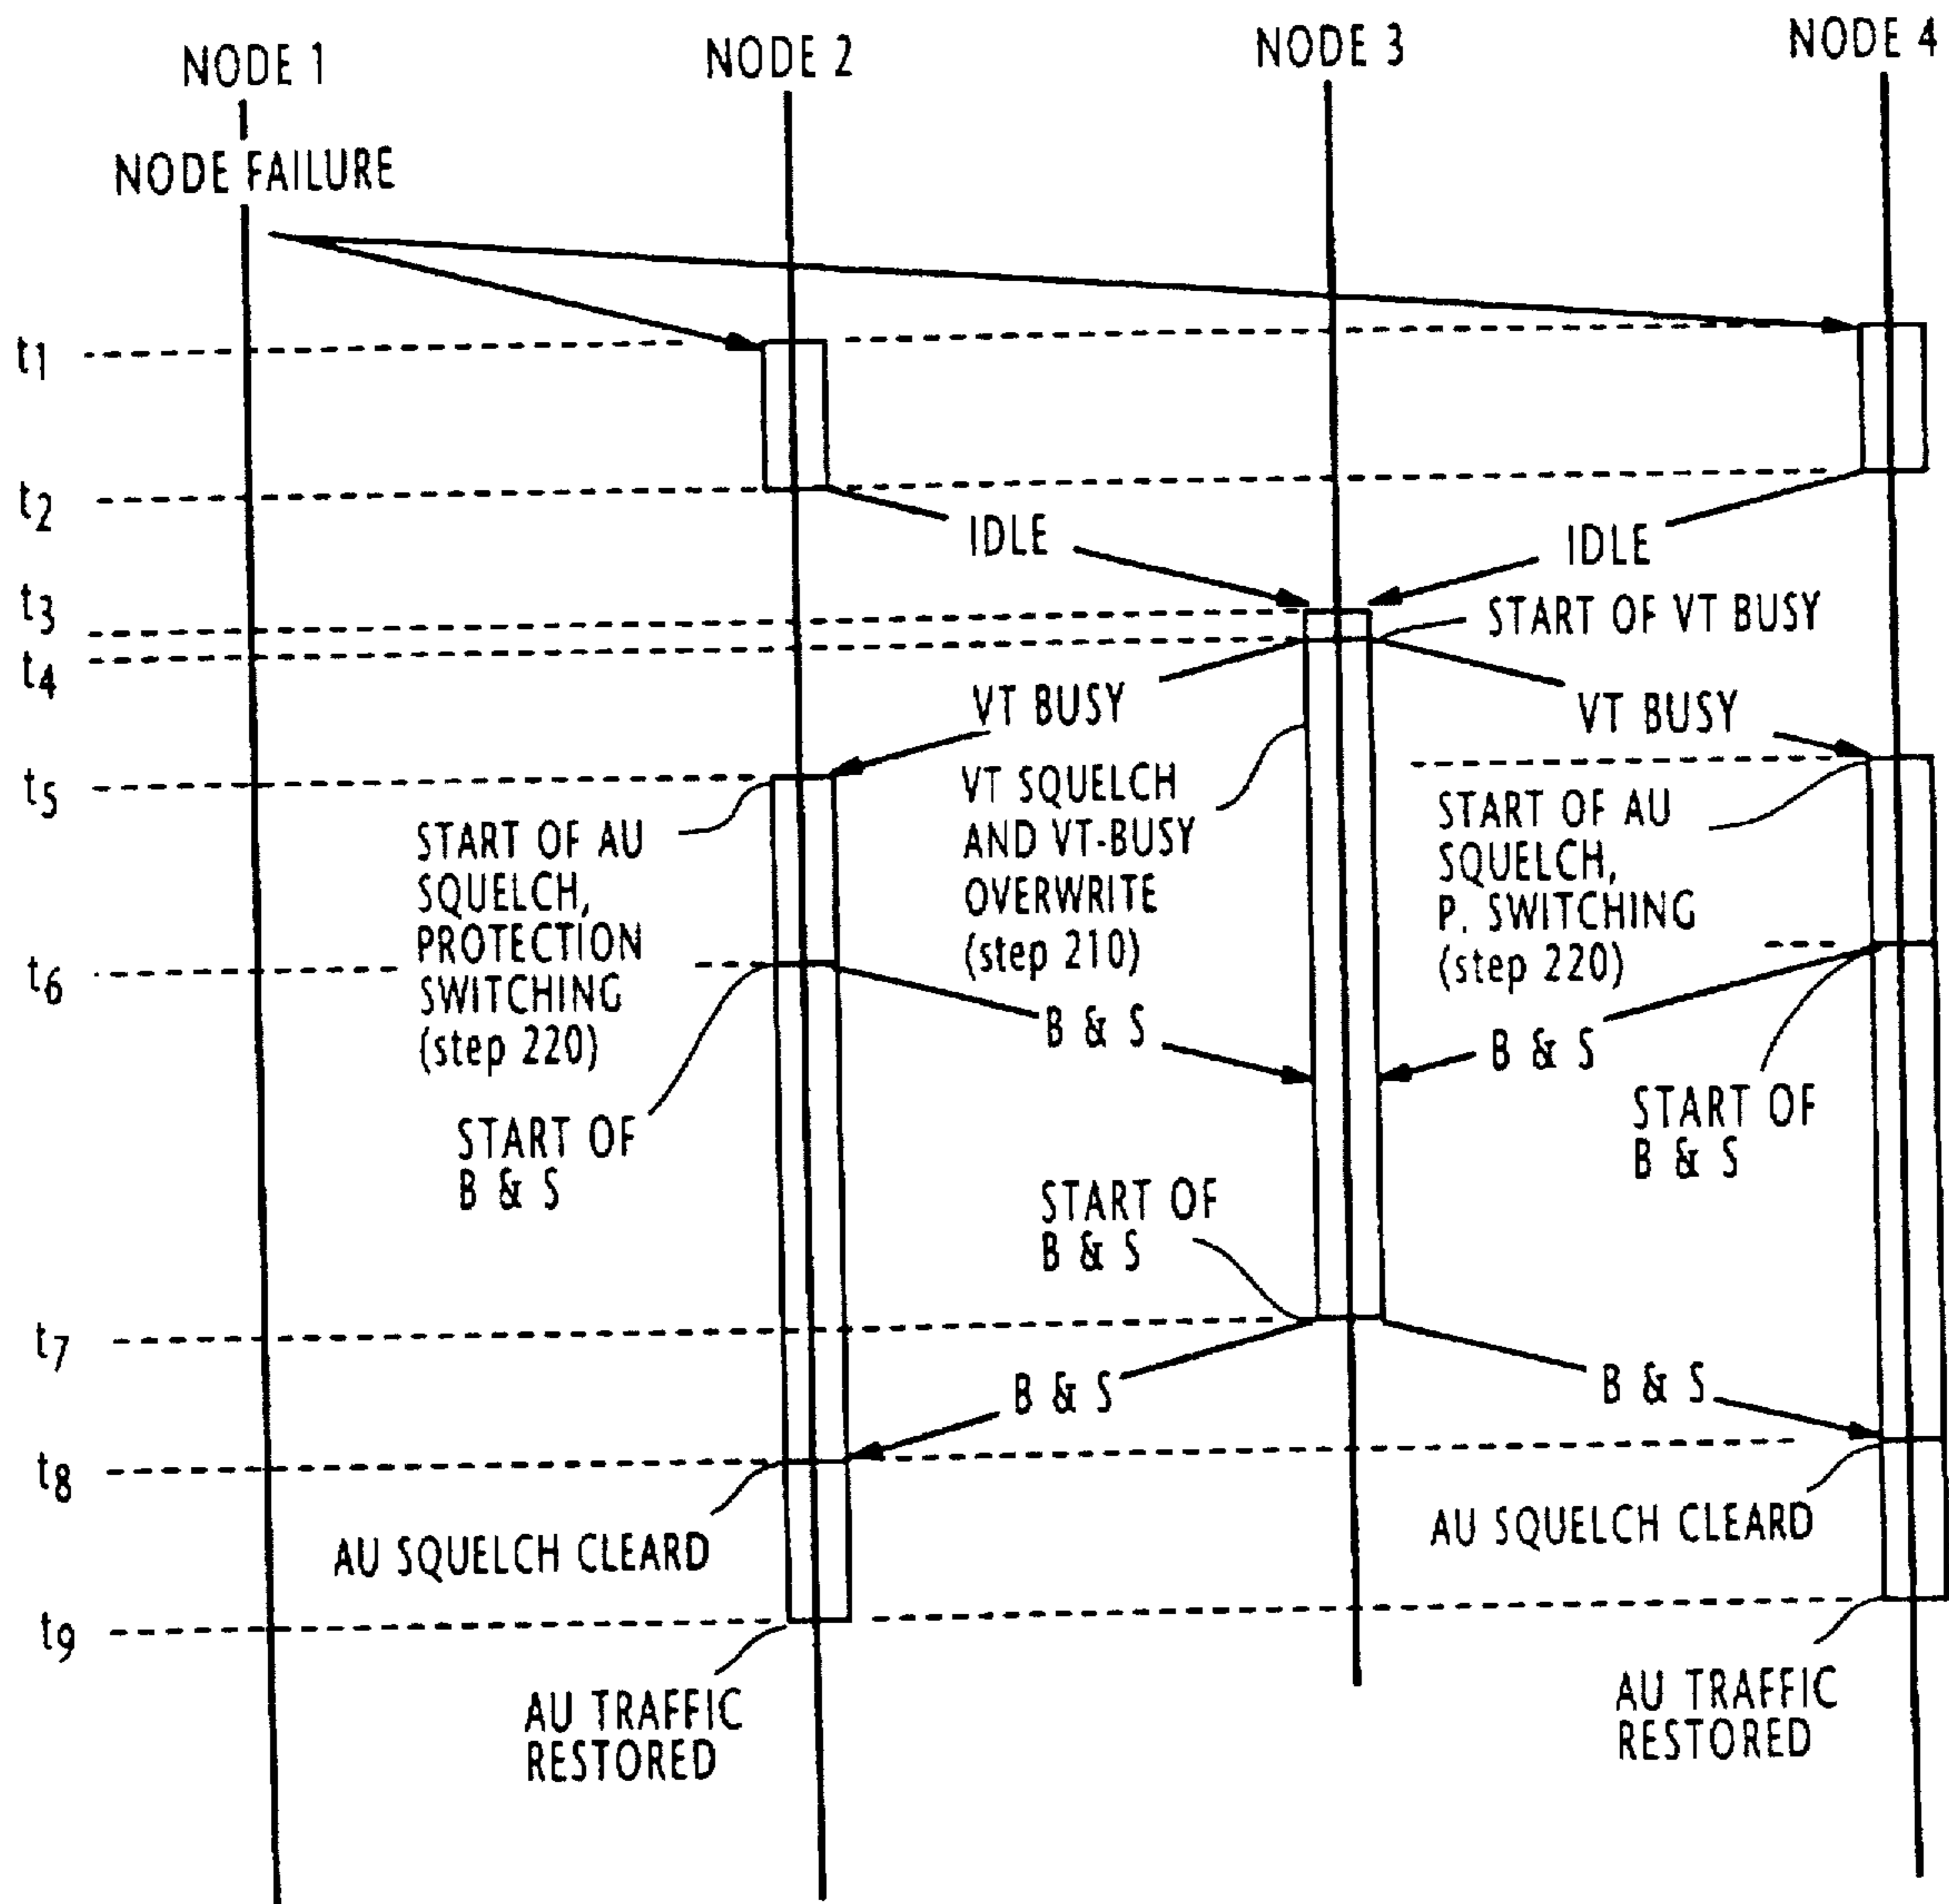 NODE 1
NODE 2
NODE 3
NODE 4
NODE FAILURE
t1
t2
IDLE
IDLE
t3
START OF VT BUSY
t4
VT BUSY
VT BUSY
t5
START OF AU
SQUELCH,
PROTECTION
SWITCHING
(step 220)
VT SQUELCH
AND VT-BUSY
OVERWRITE
(step 210)
START OF AU
SQUELCH,
P. SWITCHING
(step 220)
t6
B & S
B & S
START OF
B & S
START OF
B & S
START OF
B & S
t7
B & S
B & S
t8
AU SQUELCH CLEARD
AU SQUELCH CLEARD
t9
AU TRAFFIC
RESTORED
AU TRAFFIC
RESTORED